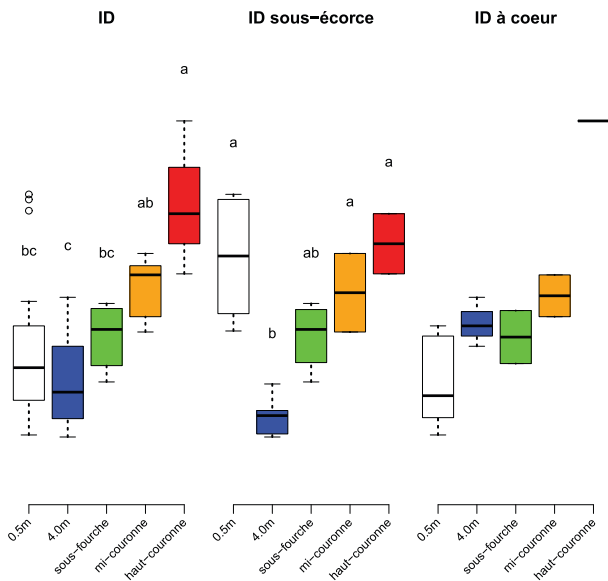 ID
ID sous−écorce
ID à coeur
a
a
a
ab
a
bc
c
bc
ab
b
0.5m
4.0m
sous-fourche
mi-couronne
haut-couronne
0.5m
4.0m
sous-fourche
mi-couronne
haut-couronne
0.5m
4.0m
sous-fourche
mi-couronne
haut-couronne